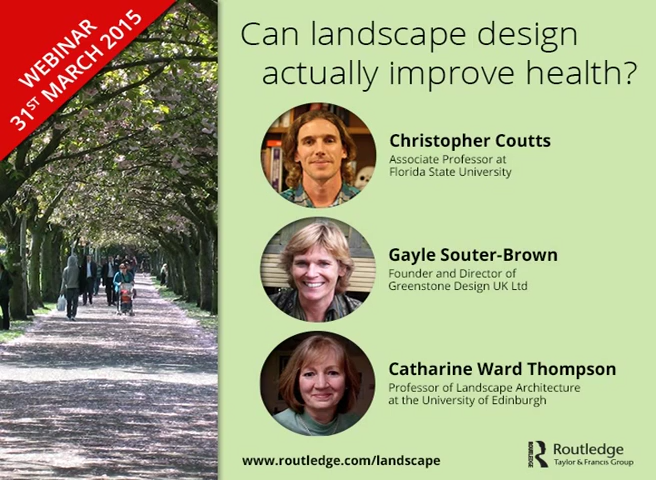 WEBINAR
31ST MARCH 2015
Can landscape design
actually improve health?
Christopher Coutts
Associate Professor at
Florida State University
Gayle Souter-Brown
Founder and Director of
Greenstone Design UK Ltd
Catharine Ward Thompson
Professor of Landscape Architecture
at the University of Edinburgh
www.routledge.com/landscape
ROUTLEDGE
Routledge
Taylor & Francis Group